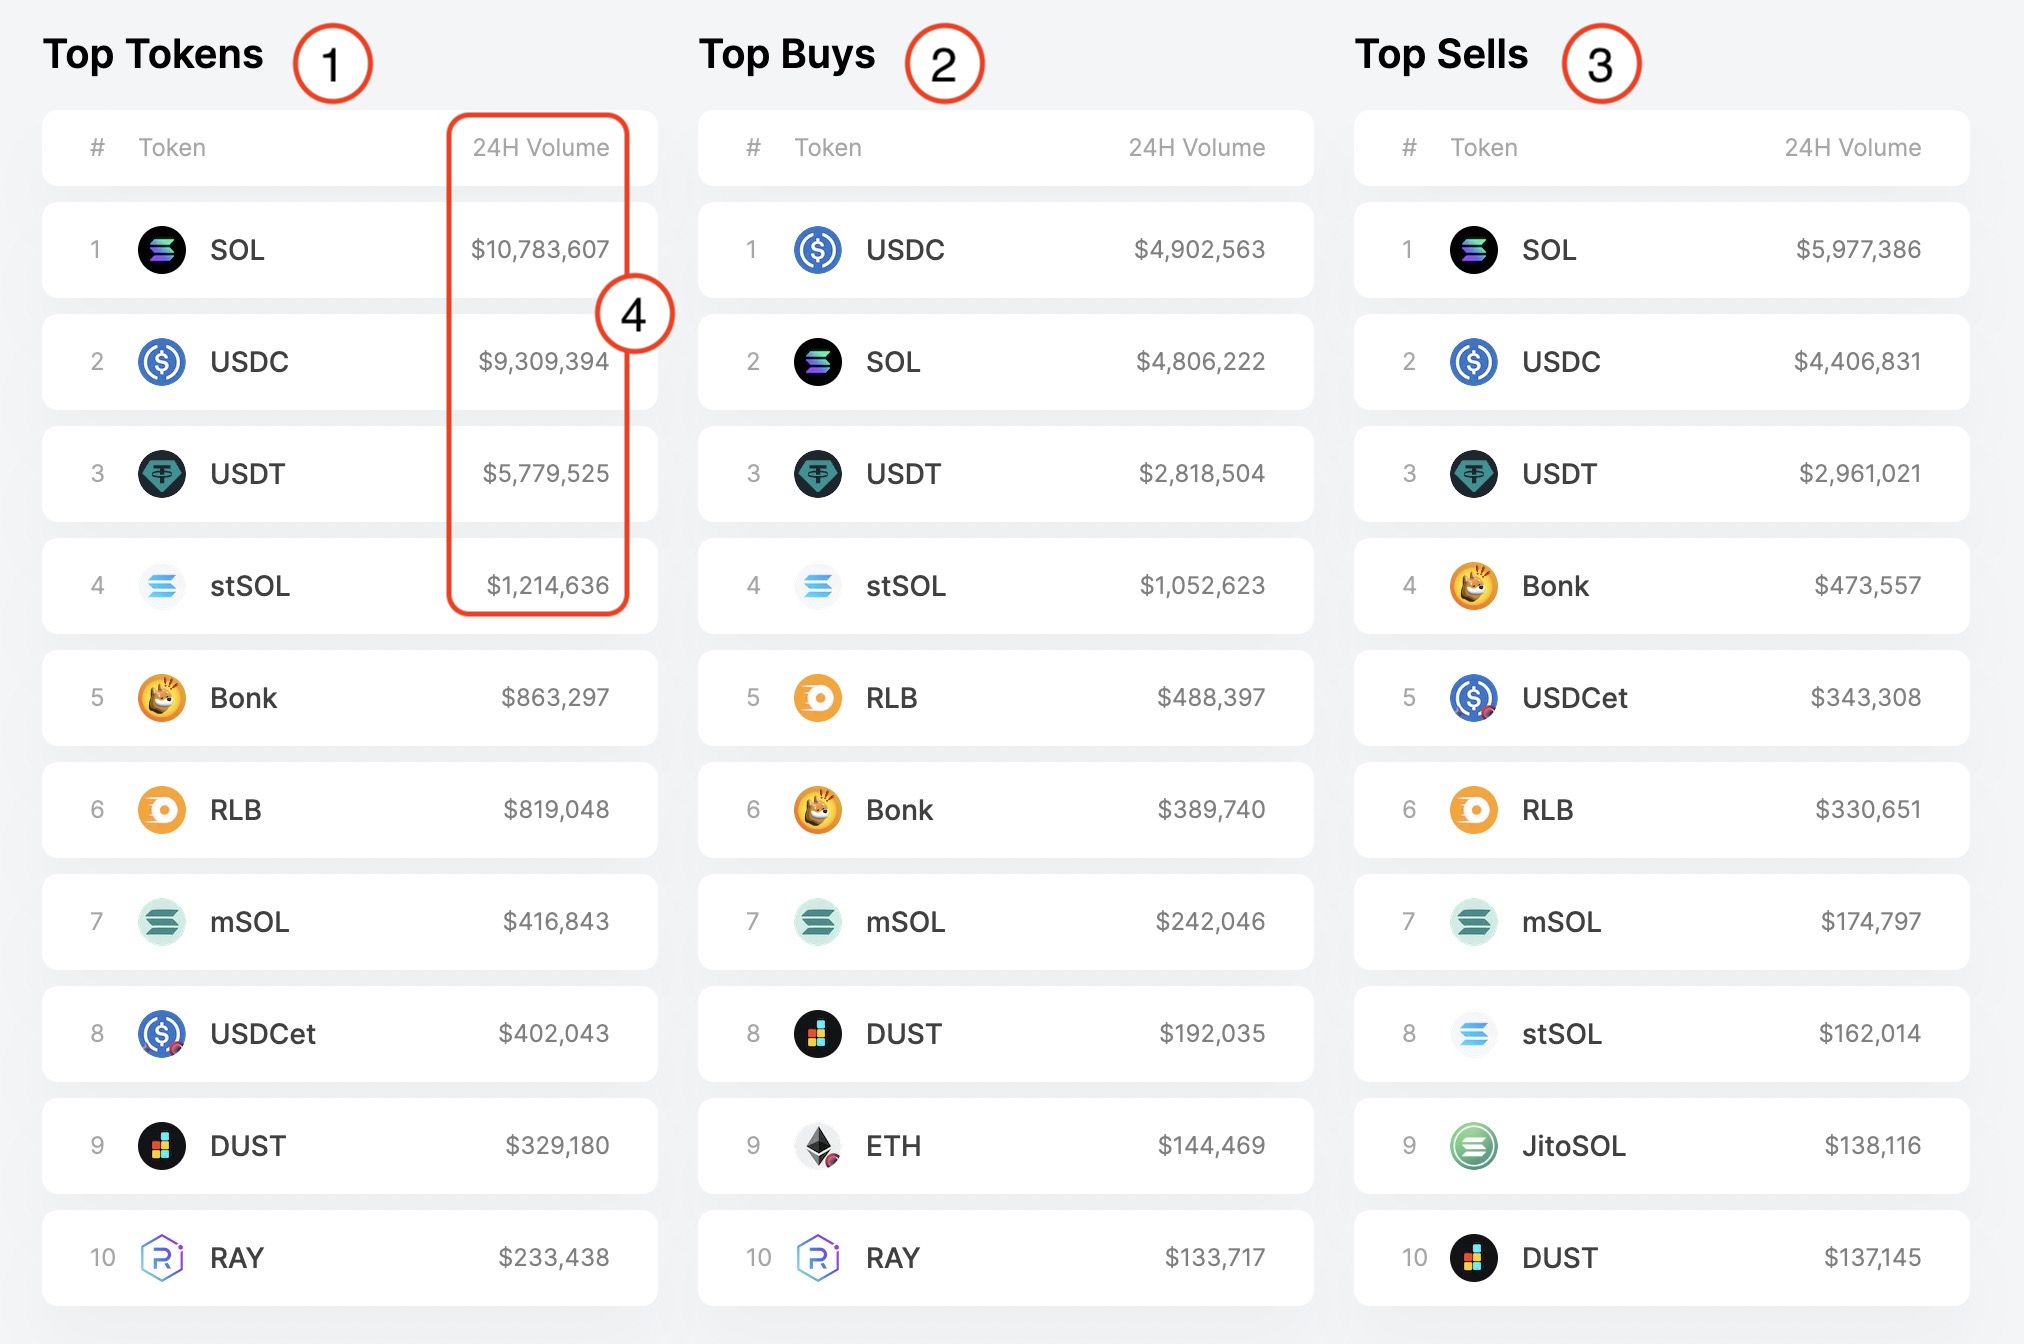 Top Tokens 1
# Token 24H Volume
1 SOL $10,783,607
4
2 USDC $9,309,394
3 USDT $5,779,525
4 stSOL $1,214,636
5 Bonk $863,297
6 RLB $819,048
7 mSOL $416,843
8 USDCet $402,043
9 DUST $329,180
10 RAY $233,438
Top Buys 2
# Token 24H Volume
1 USDC $4,902,563
2 SOL $4,806,222
3 USDT $2,818,504
4 stSOL $1,052,623
5 RLB $488,397
6 Bonk $389,740
7 mSOL $242,046
8 DUST $192,035
9 ETH $144,469
10 RAY $133,717
Top Sells 3
# Token 24H Volume
1 SOL $5,977,386
2 USDC $4,406,831
3 USDT $2,961,021
4 Bonk $473,557
5 USDCet $343,308
6 RLB $330,651
7 mSOL $174,797
8 stSOL $162,014
9 JitoSOL $138,116
10 DUST $137,145